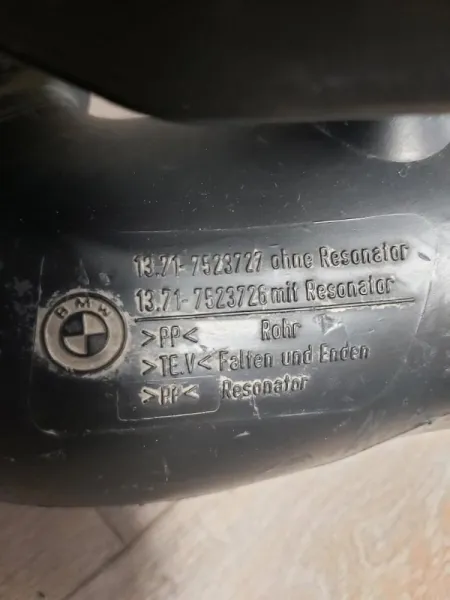 13.71-7523727 ohne Resonator
13.71-7523726 mit Resonator
BMW
>PP< Rohr
>TE.V< Falten und Enden
>PP< Resonator